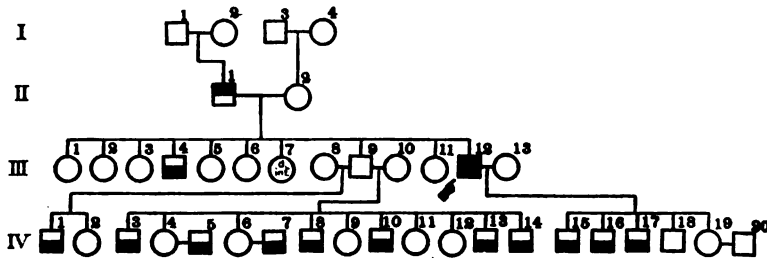 I 1 2 3 4
II 1 2
III 1 2 3 4 5 6 7 8 9 10 11 12 13
d. inf.
IV 1 2 3 4 5 6 7 8 9 10 11 12 13 14 15 16 17 18 19 20